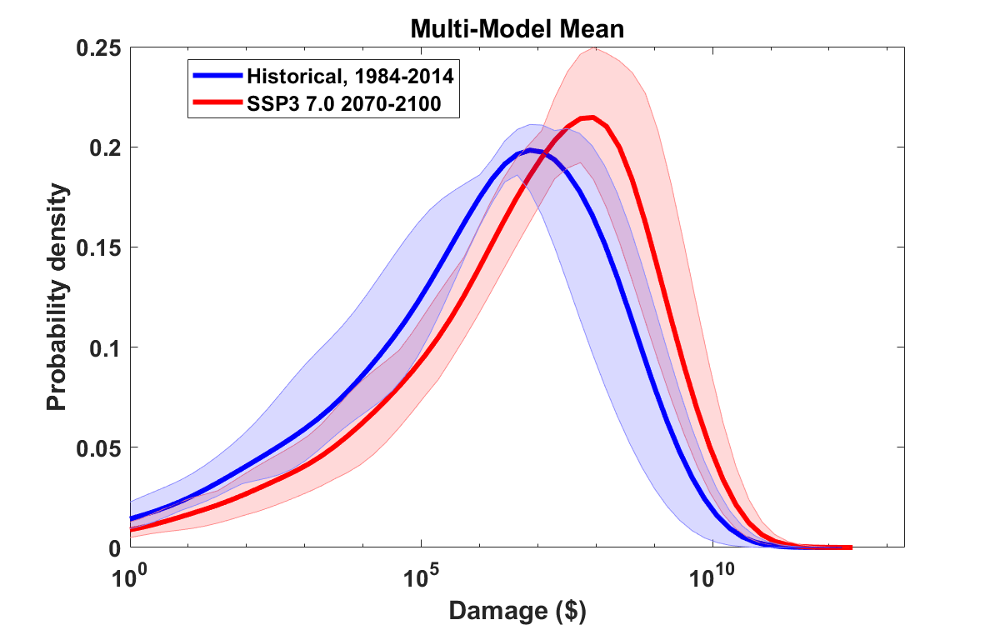 Multi-Model Mean
Historical, 1984-2014
SSP3 7.0 2070-2100
Probability density
0.25
0.2
0.15
0.1
0.05
0
10^0
10^5
10^10
Damage ($)